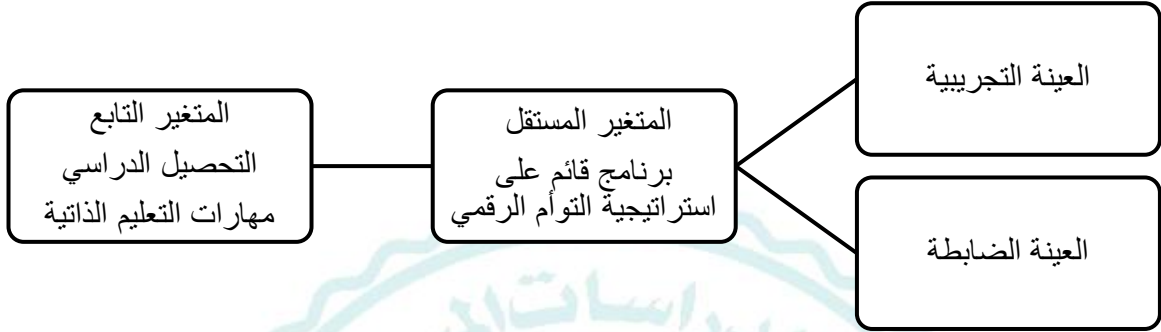 العينة التجريبية
المتغير المستقل
برنامج قائم على
استراتيجية التوأم الرقمي
المتغير التابع
التحصيل الدراسي
مهارات التعليم الذاتية
العينة الضابطة